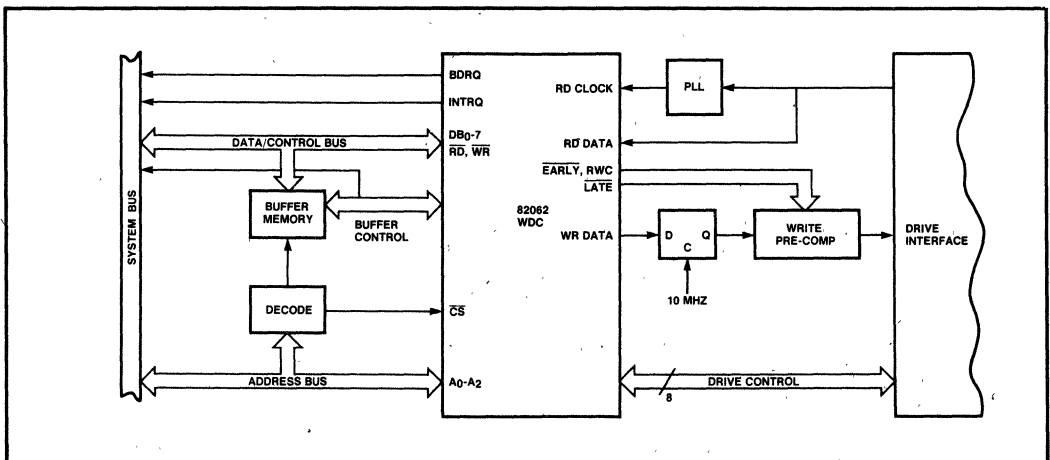 SYSTEM BUS
BDRQ
INTRQ
DB0-7
DATA/CONTROL BUS
RD, WR
BUFFER
MEMORY
BUFFER
CONTROL
DECODE
CS
ADDRESS BUS
A0-A2
82062
WDC
RD CLOCK
PLL
RD DATA
EARLY, RWC
LATE
WR DATA
D Q
C
10 MHZ
WRITE
PRE-COMP
DRIVE
INTERFACE
DRIVE CONTROL
8